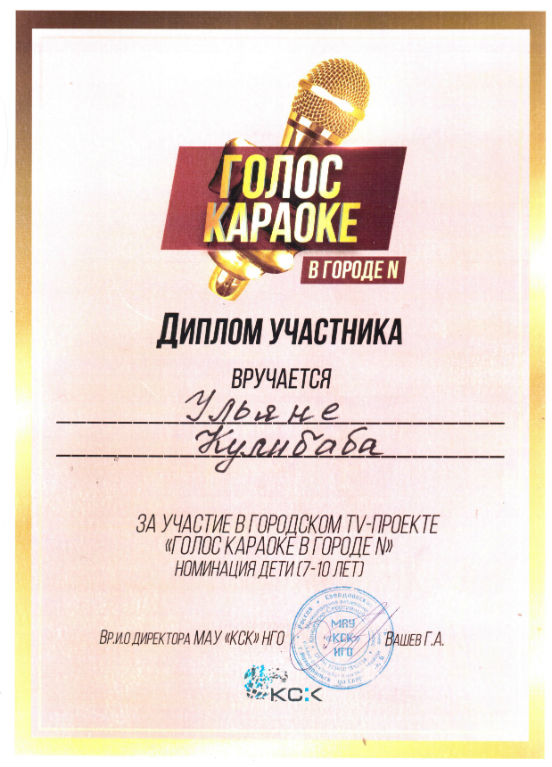 ГОЛОС
КАРАОКЕ
В ГОРОДЕ N
ДИПЛОМ УЧАСТНИКА
ВРУЧАЕТСЯ
Ульяне
Кулибаба
ЗА УЧАСТИЕ В ГОРОДСКОМ TV-ПРОЕКТЕ
«ГОЛОС КАРАОКЕ В ГОРОДЕ N»
НОМИНАЦИЯ ДЕТИ (7-10 ЛЕТ)
ВР.И.О ДИРЕКТОРА МАУ «КСК» НГО ВАШЕВ Г.А.
МАУ
«КСК»
НГО
КСК